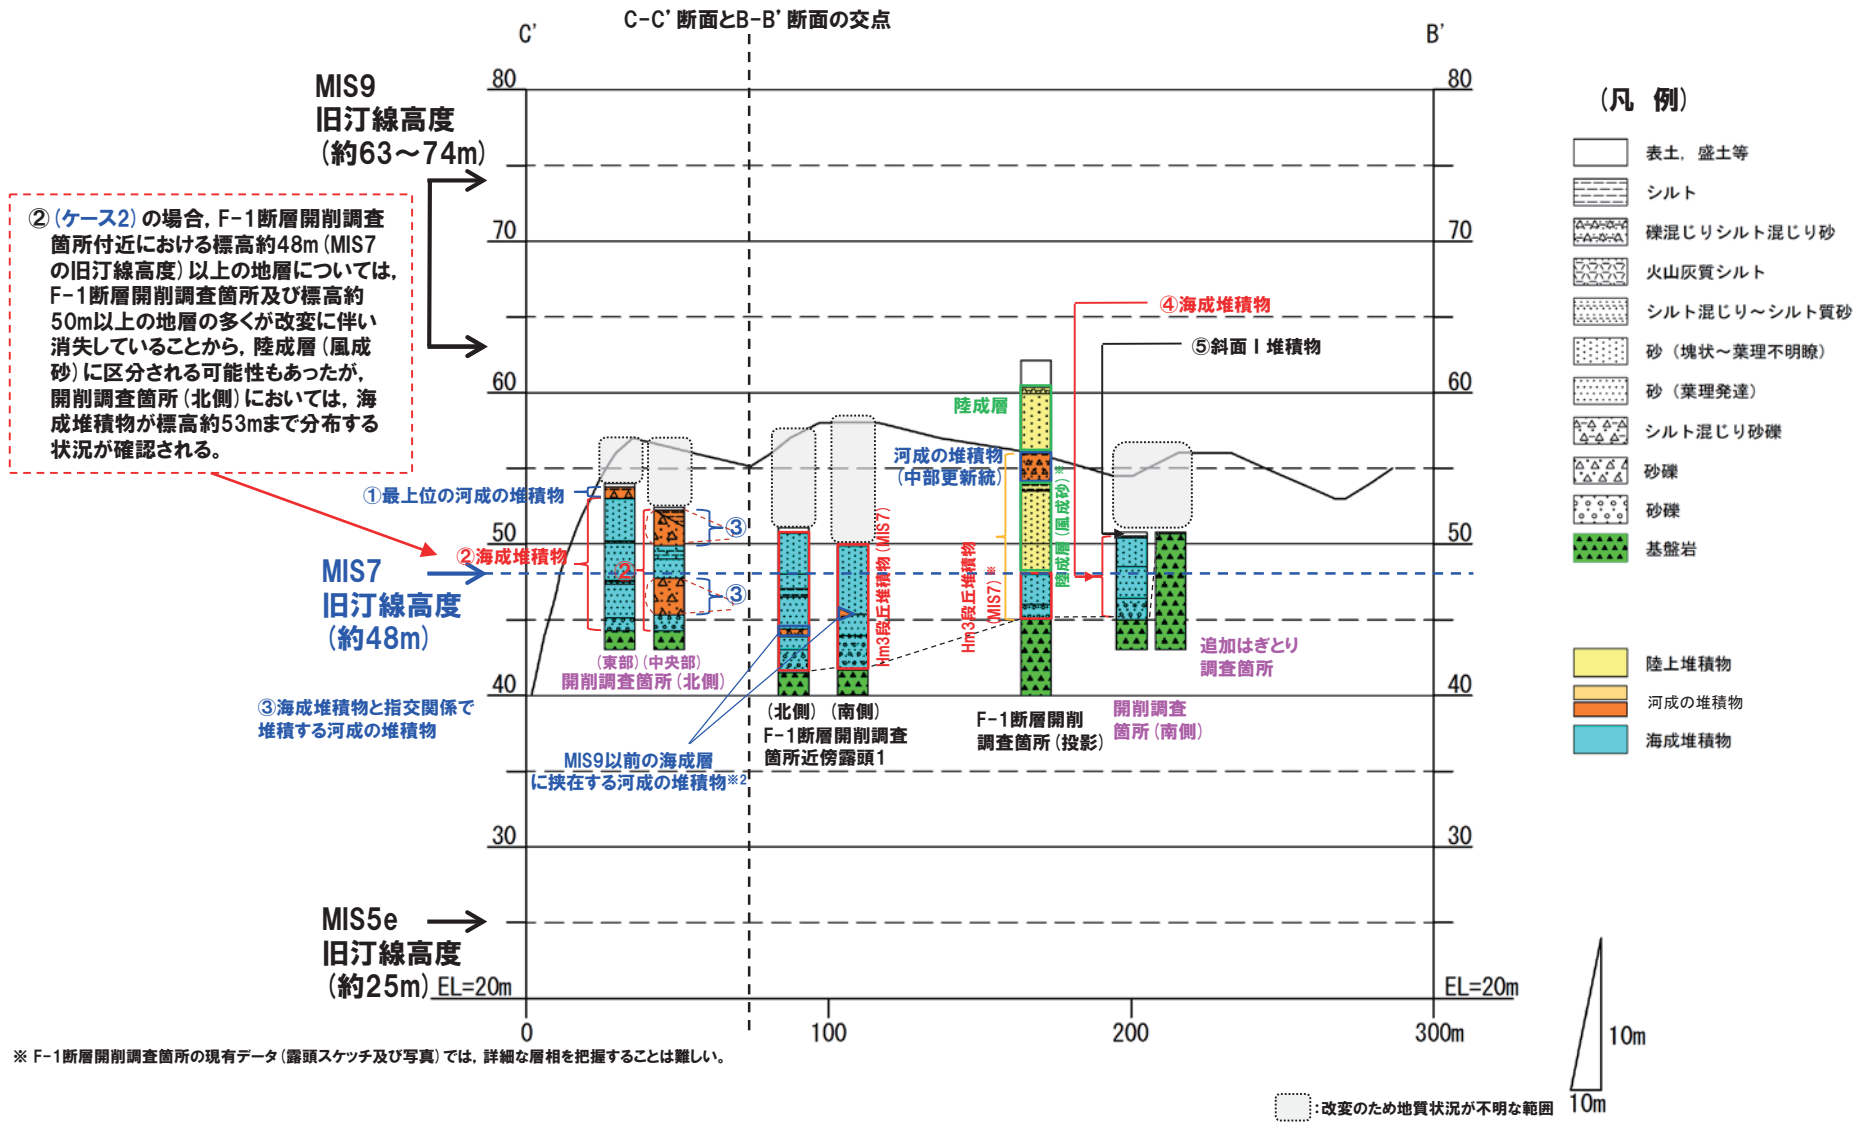 C-C' 断面とB-B' 断面の交点
C'
B'
MIS9
旧汀線高度
(約63～74m)
②(ケース2)の場合, F-1断層開削調査
箇所付近における標高約48m(MIS7
の旧汀線高度)以上の地層については,
F-1断層開削調査箇所及び標高約
50m以上の地層の多くが改変に伴い
消失していることから, 陸成層(風成
砂)に区分される可能性もあったが,
開削調査箇所(北側)においては, 海
成堆積物が標高約53mまで分布する
状況が確認される。
80
70
60
50
40
30
EL=20m
80
70
60
50
40
30
EL=20m
0
100
200
300m
MIS7
旧汀線高度
(約48m)
MIS5e
旧汀線高度
(約25m)
①最上位の河成の堆積物
②海成堆積物
②
③
③
(東部)(中央部)
開削調査箇所(北側)
③海成堆積物と指交関係で
堆積する河成の堆積物
MIS9以前の海成層
に挟在する河成の堆積物※2
(北側) (南側)
F-1断層開削調査
箇所近傍露頭1
Hm3段丘堆積物(MIS7)
陸成層
河成の堆積物
(中部更新統)
Hm3段丘堆積物
(MIS7)※
陸成層(風成砂)※
F-1断層開削
調査箇所(投影)
④海成堆積物
⑤斜面Ⅰ堆積物
追加はぎとり
調査箇所
開削調査
箇所(南側)
(凡 例)
表土, 盛土等
シルト
礫混じりシルト混じり砂
火山灰質シルト
シルト混じり～シルト質砂
砂(塊状～葉理不明瞭)
砂(葉理発達)
シルト混じり砂礫
砂礫
砂礫
基盤岩
陸上堆積物
河成の堆積物
海成堆積物
10m
10m
※ F-1断層開削調査箇所の現有データ(露頭スケッチ及び写真)では, 詳細な層相を把握することは難しい。
:改変のため地質状況が不明な範囲